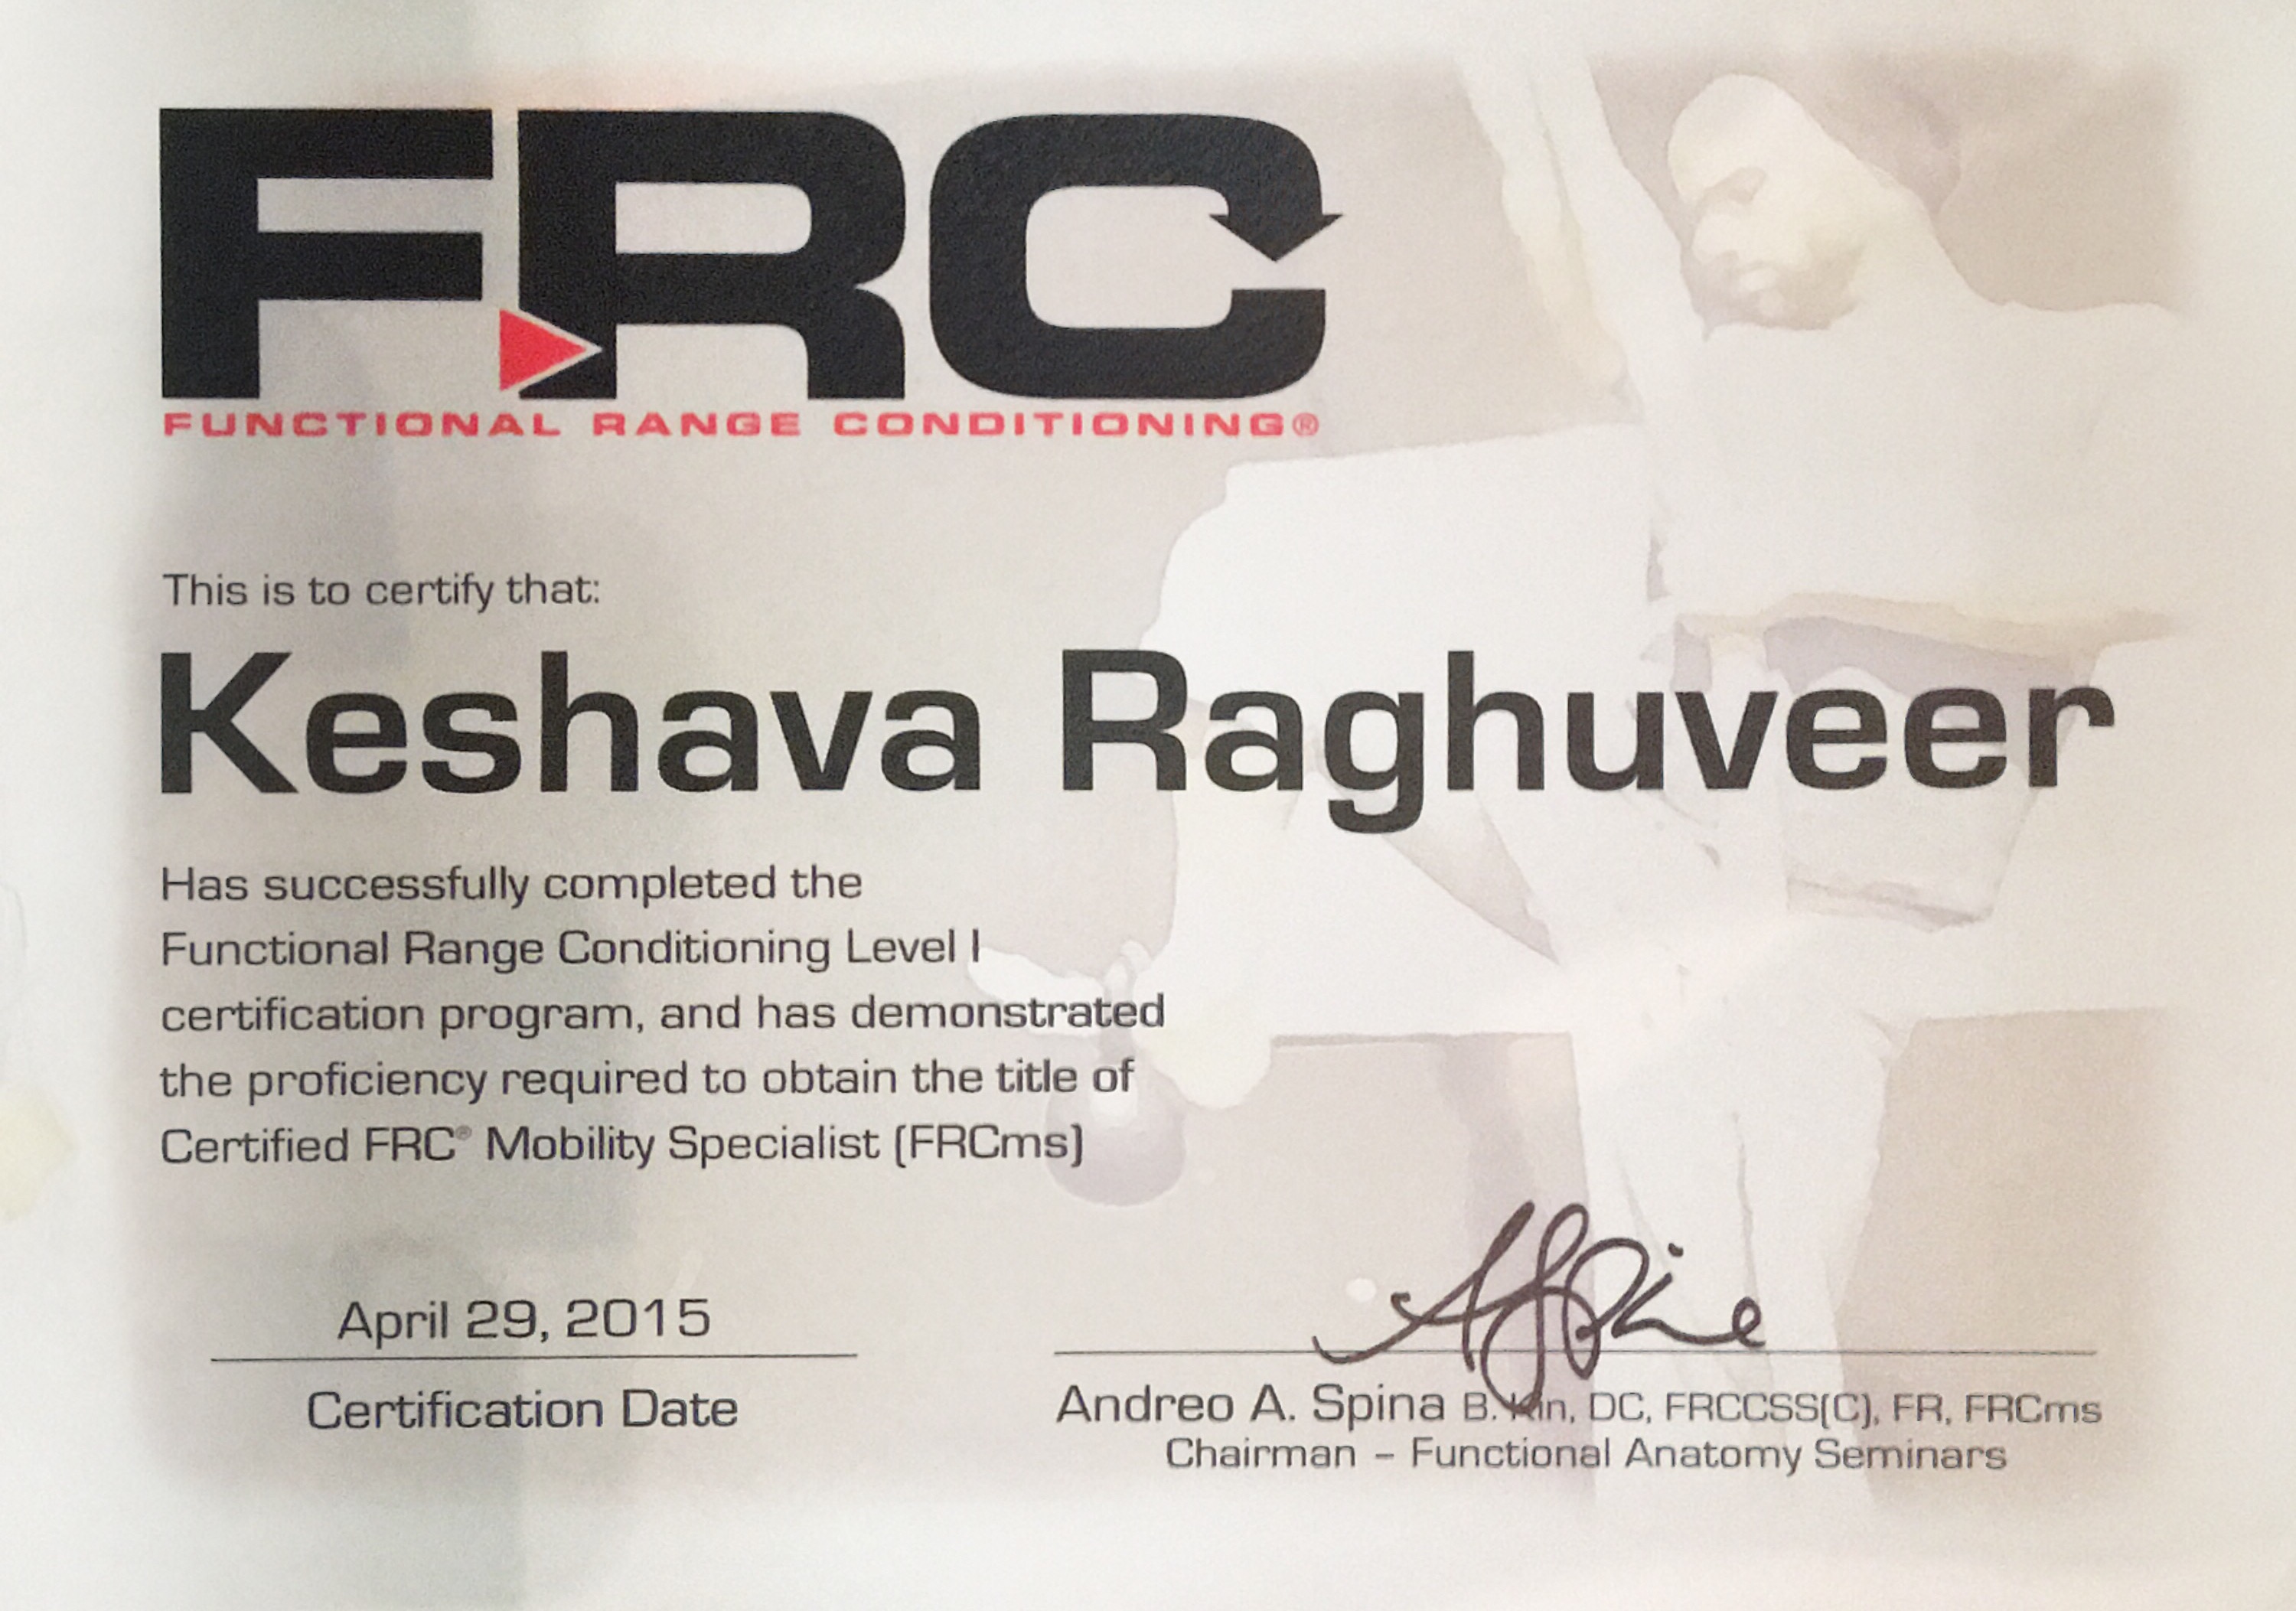 FRC
FUNCTIONAL RANGE CONDITIONING®
This is to certify that:
Keshava Raghuveer
Has successfully completed the
Functional Range Conditioning Level I
certification program, and has demonstrated
the proficiency required to obtain the title of
Certified FRC® Mobility Specialist (FRCms)
April 29, 2015
Certification Date
A Spina
Andreo A. Spina B. Kin, DC, FRCCSS(C), FR, FRCms
Chairman – Functional Anatomy Seminars